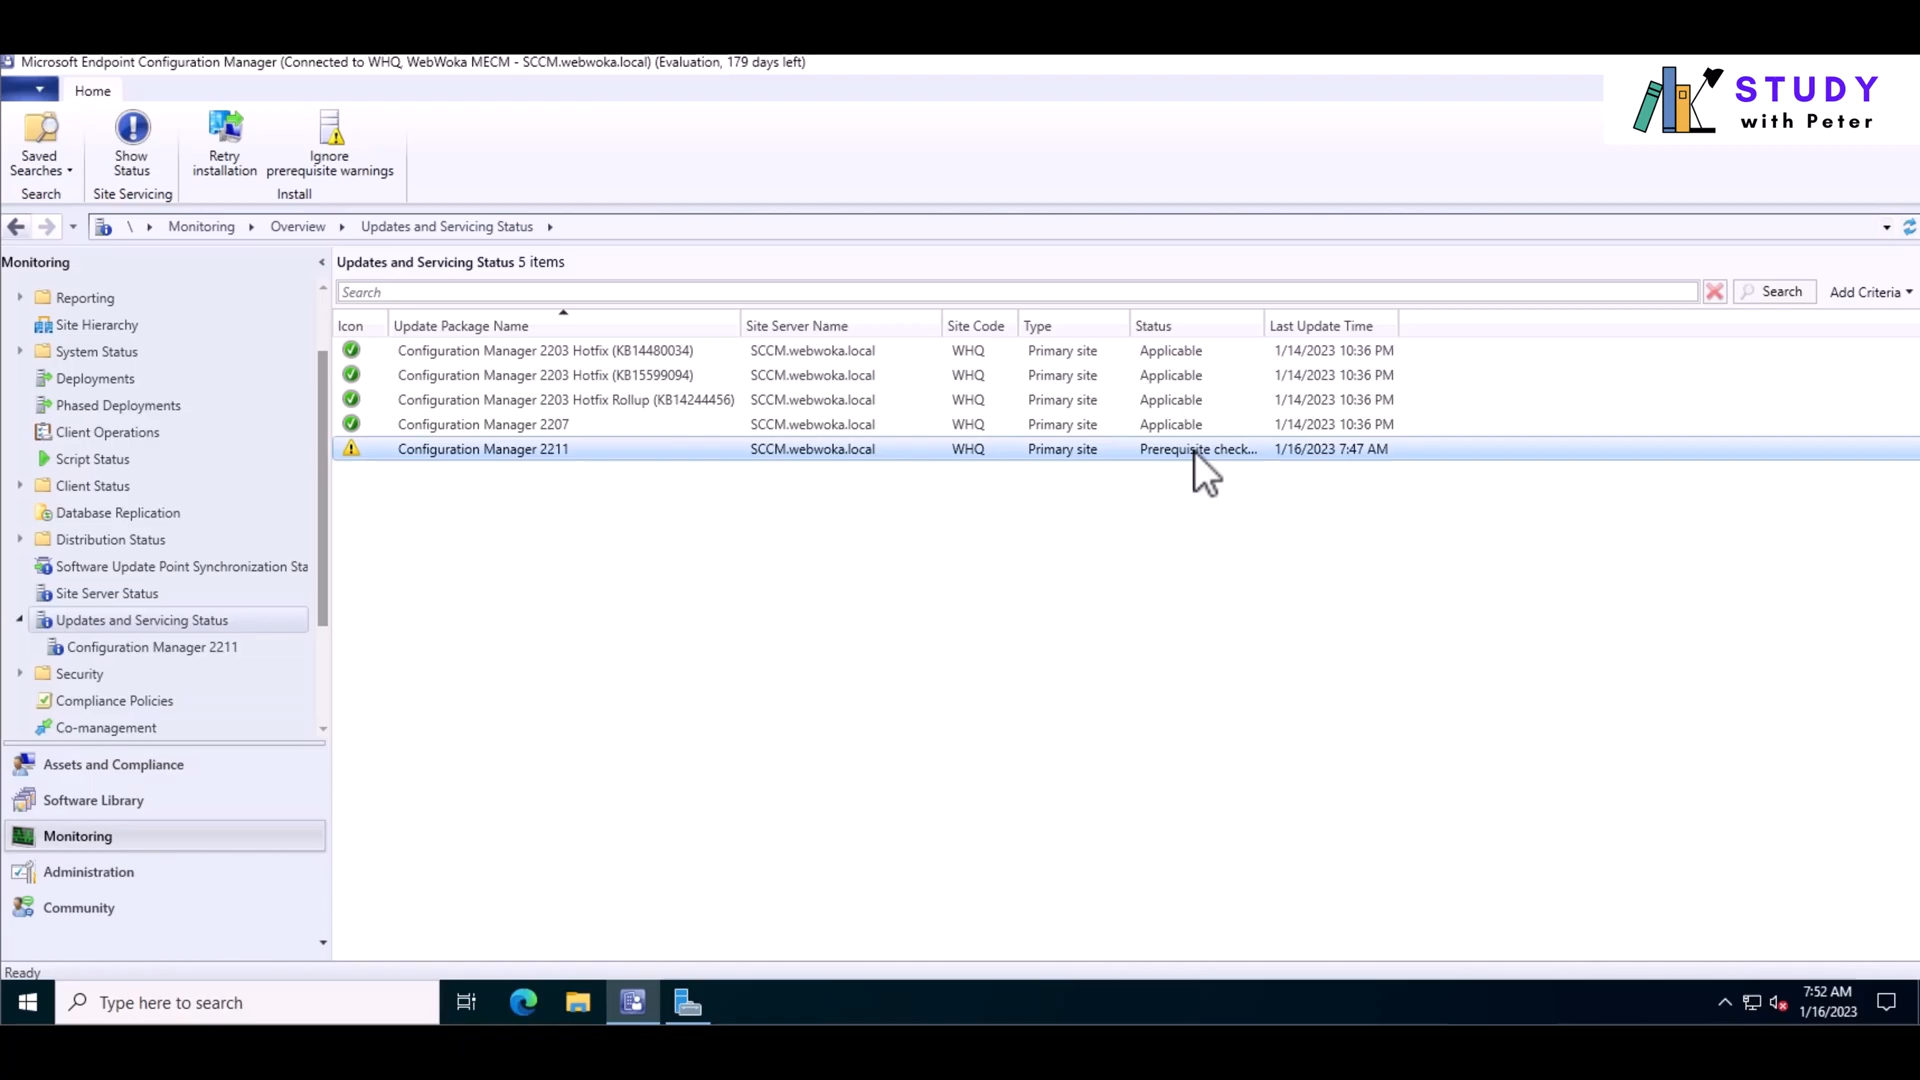 Microsoft Endpoint Configuration Manager (Connected to WHQ, WebWoka MECM - SCCM.webwoka.local) (Evaluation, 179 days left)
STUDY
with Peter
Home
Saved Searches
Show Status
Retry installation
Ignore prerequisite warnings
Search
Site Servicing
Install
\ Monitoring Overview Updates and Servicing Status
Monitoring
Reporting
Site Hierarchy
System Status
Deployments
Phased Deployments
Client Operations
Script Status
Client Status
Database Replication
Distribution Status
Software Update Point Synchronization Sta
Site Server Status
Updates and Servicing Status
Configuration Manager 2211
Security
Compliance Policies
Co-management
Assets and Compliance
Software Library
Monitoring
Administration
Community
Updates and Servicing Status 5 items
Search
Search
Add Criteria
Icon Update Package Name Site Server Name Site Code Type Status Last Update Time
Configuration Manager 2203 Hotfix (KB14480034) SCCM.webwoka.local WHQ Primary site Applicable 1/14/2023 10:36 PM
Configuration Manager 2203 Hotfix (KB15599094) SCCM.webwoka.local WHQ Primary site Applicable 1/14/2023 10:36 PM
Configuration Manager 2203 Hotfix Rollup (KB14244456) SCCM.webwoka.local WHQ Primary site Applicable 1/14/2023 10:36 PM
Configuration Manager 2207 SCCM.webwoka.local WHQ Primary site Applicable 1/14/2023 10:36 PM
Configuration Manager 2211 SCCM.webwoka.local WHQ Primary site Prerequisite check... 1/16/2023 7:47 AM
Ready
Type here to search
7:52 AM
1/16/2023